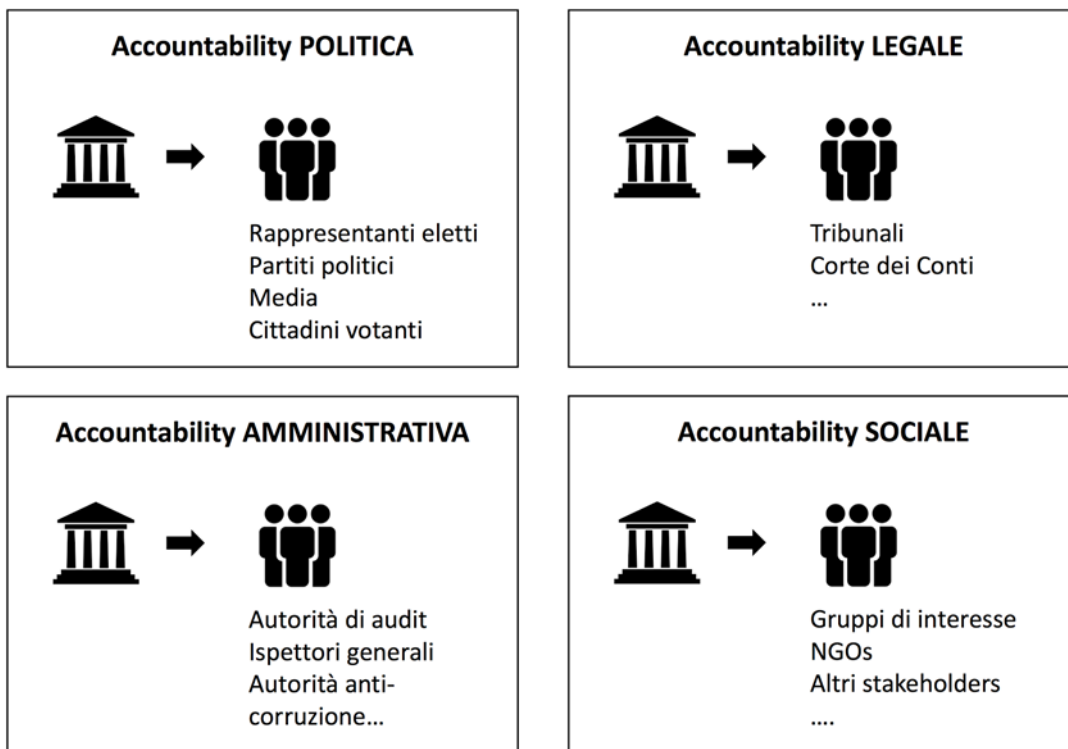 Accountability POLITICA
Rappresentanti eletti
Partiti politici
Media
Cittadini votanti
Accountability LEGALE
Tribunali
Corte dei Conti
...
Accountability AMMINISTRATIVA
Autorità di audit
Ispettori generali
Autorità anti-
corruzione...
Accountability SOCIALE
Gruppi di interesse
NGOs
Altri stakeholders
....